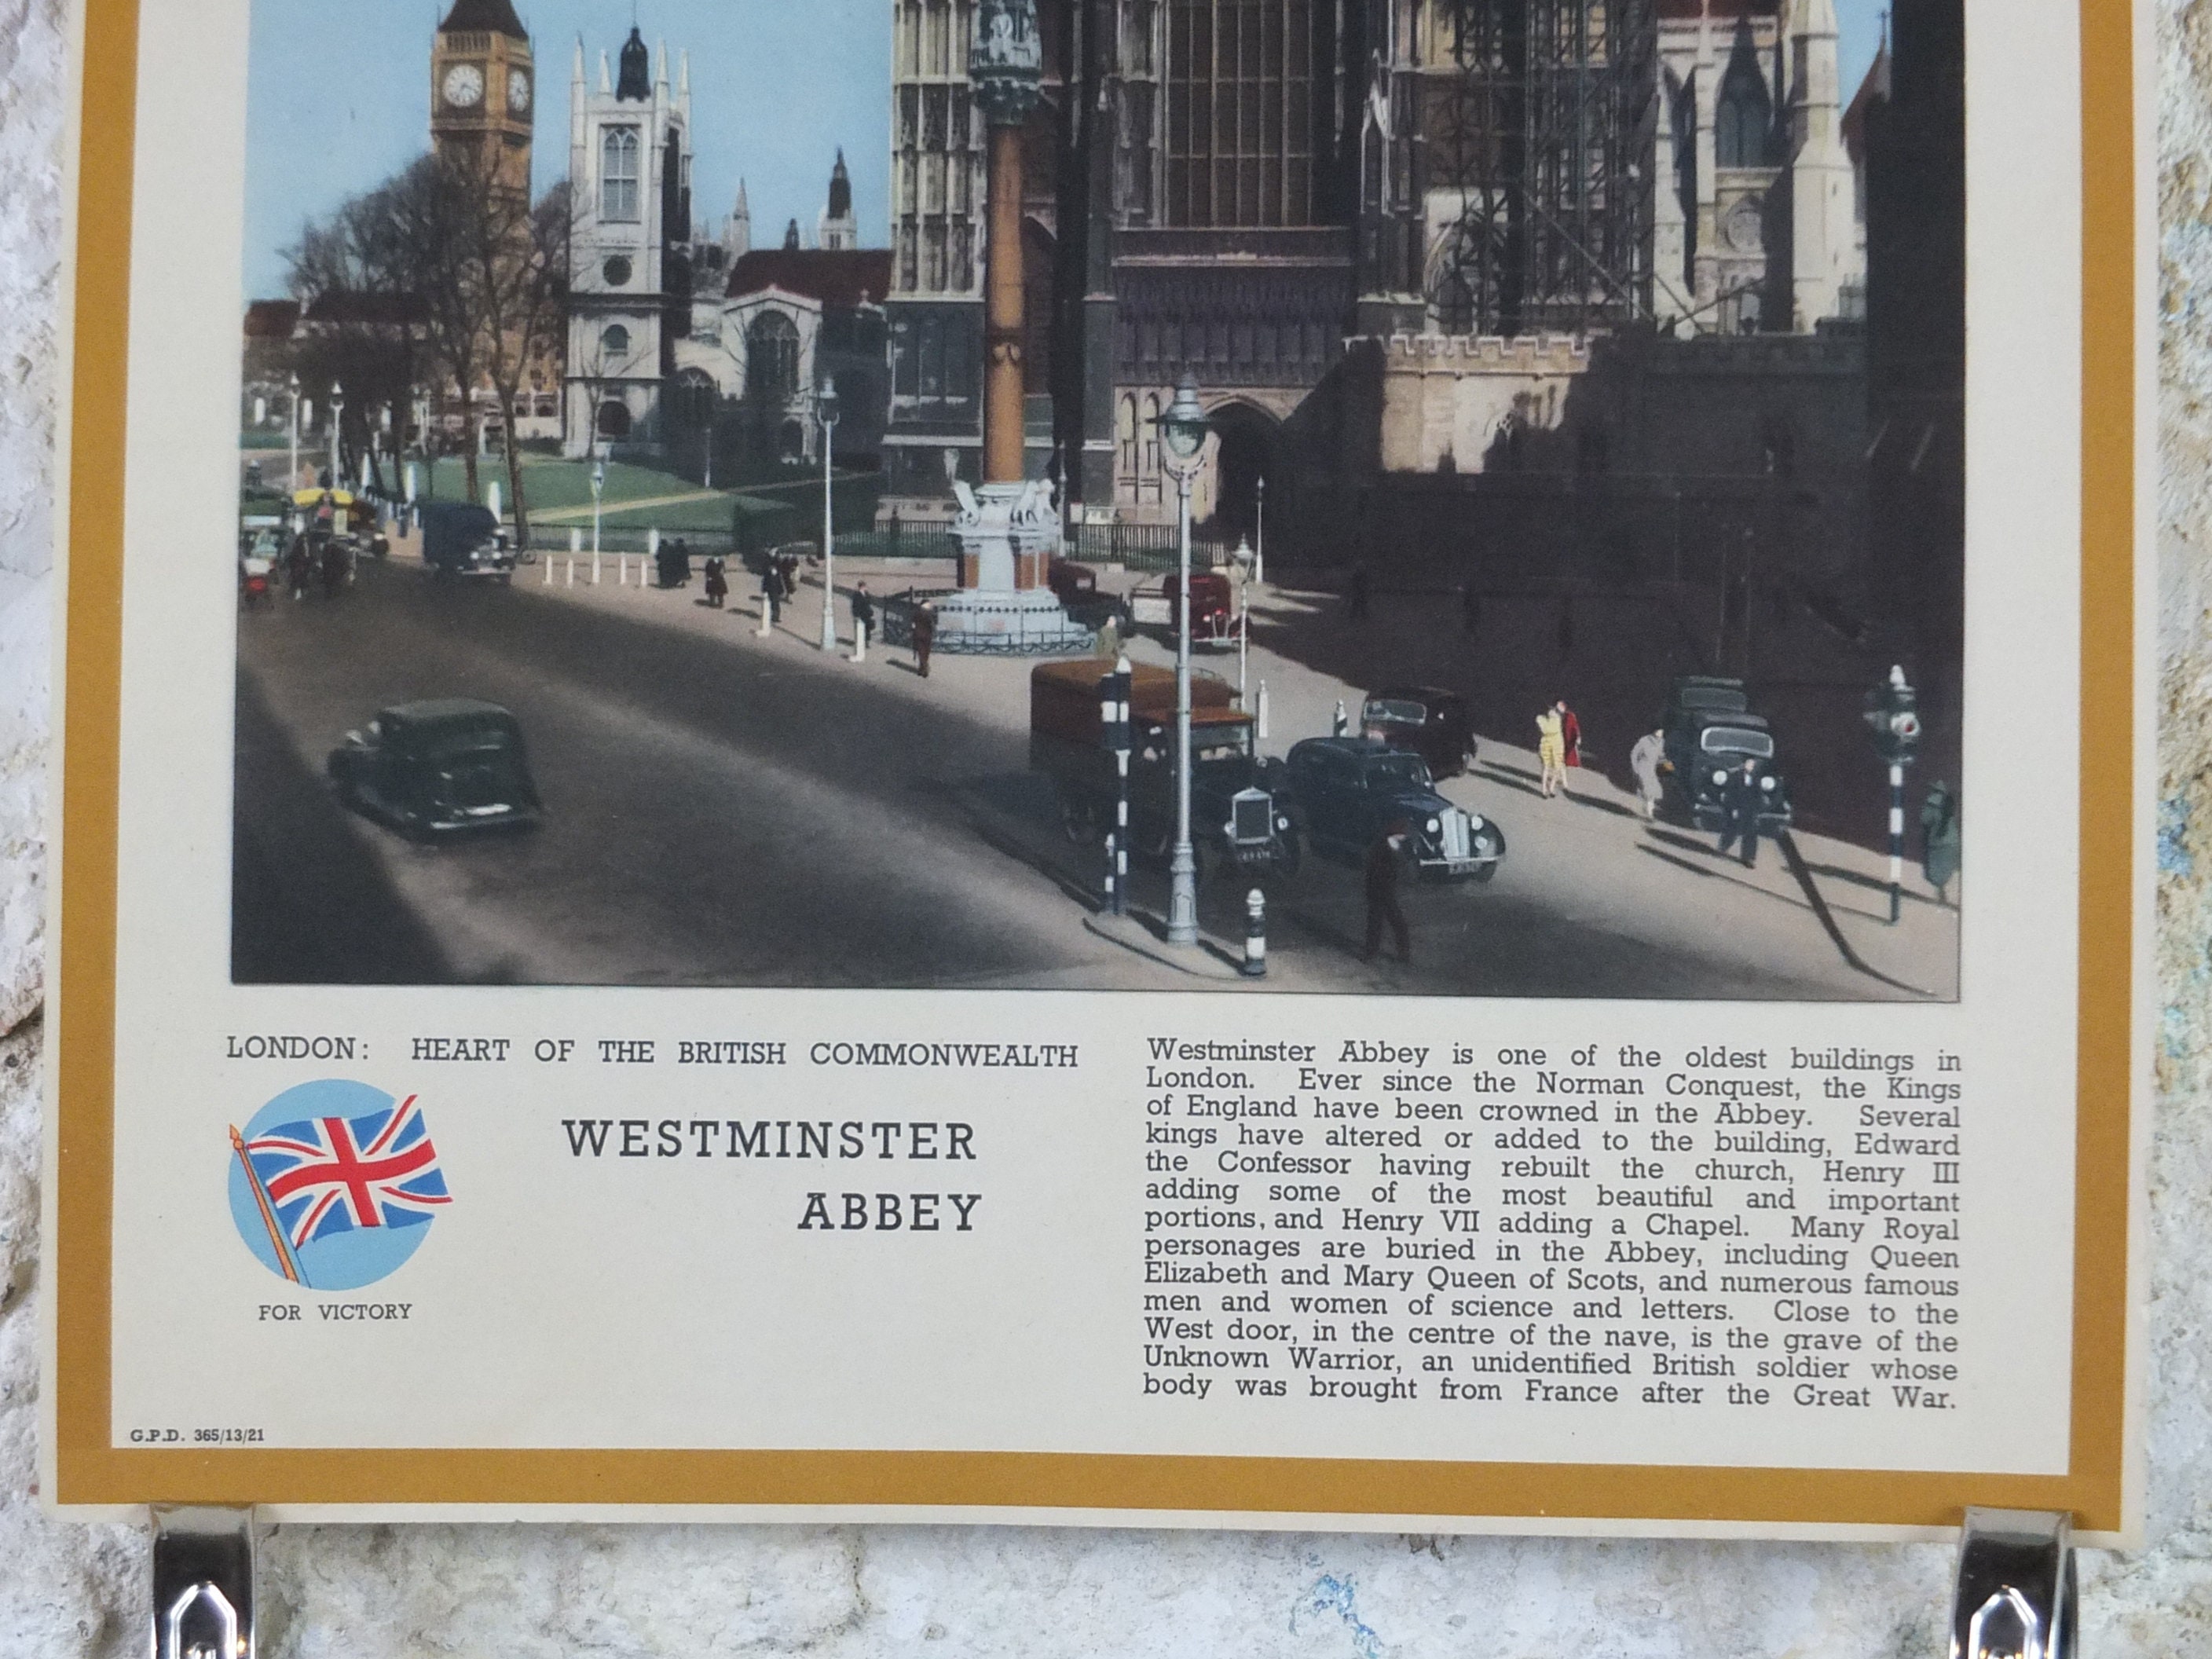 LONDON: HEART OF THE BRITISH COMMONWEALTH
WESTMINSTER
ABBEY
FOR VICTORY
Westminster Abbey is one of the oldest buildings in
London. Ever since the Norman Conquest, the Kings
of England have been crowned in the Abbey. Several
kings have altered or added to the building, Edward
the Confessor having rebuilt the church, Henry III
adding some of the most beautiful and important
portions, and Henry VII adding a Chapel. Many Royal
personages are buried in the Abbey, including Queen
Elizabeth and Mary Queen of Scots, and numerous famous
men and women of science and letters. Close to the
West door, in the centre of the nave, is the grave of the
Unknown Warrior, an unidentified British soldier whose
body was brought from France after the Great War.
G.P.D. 365/13/21